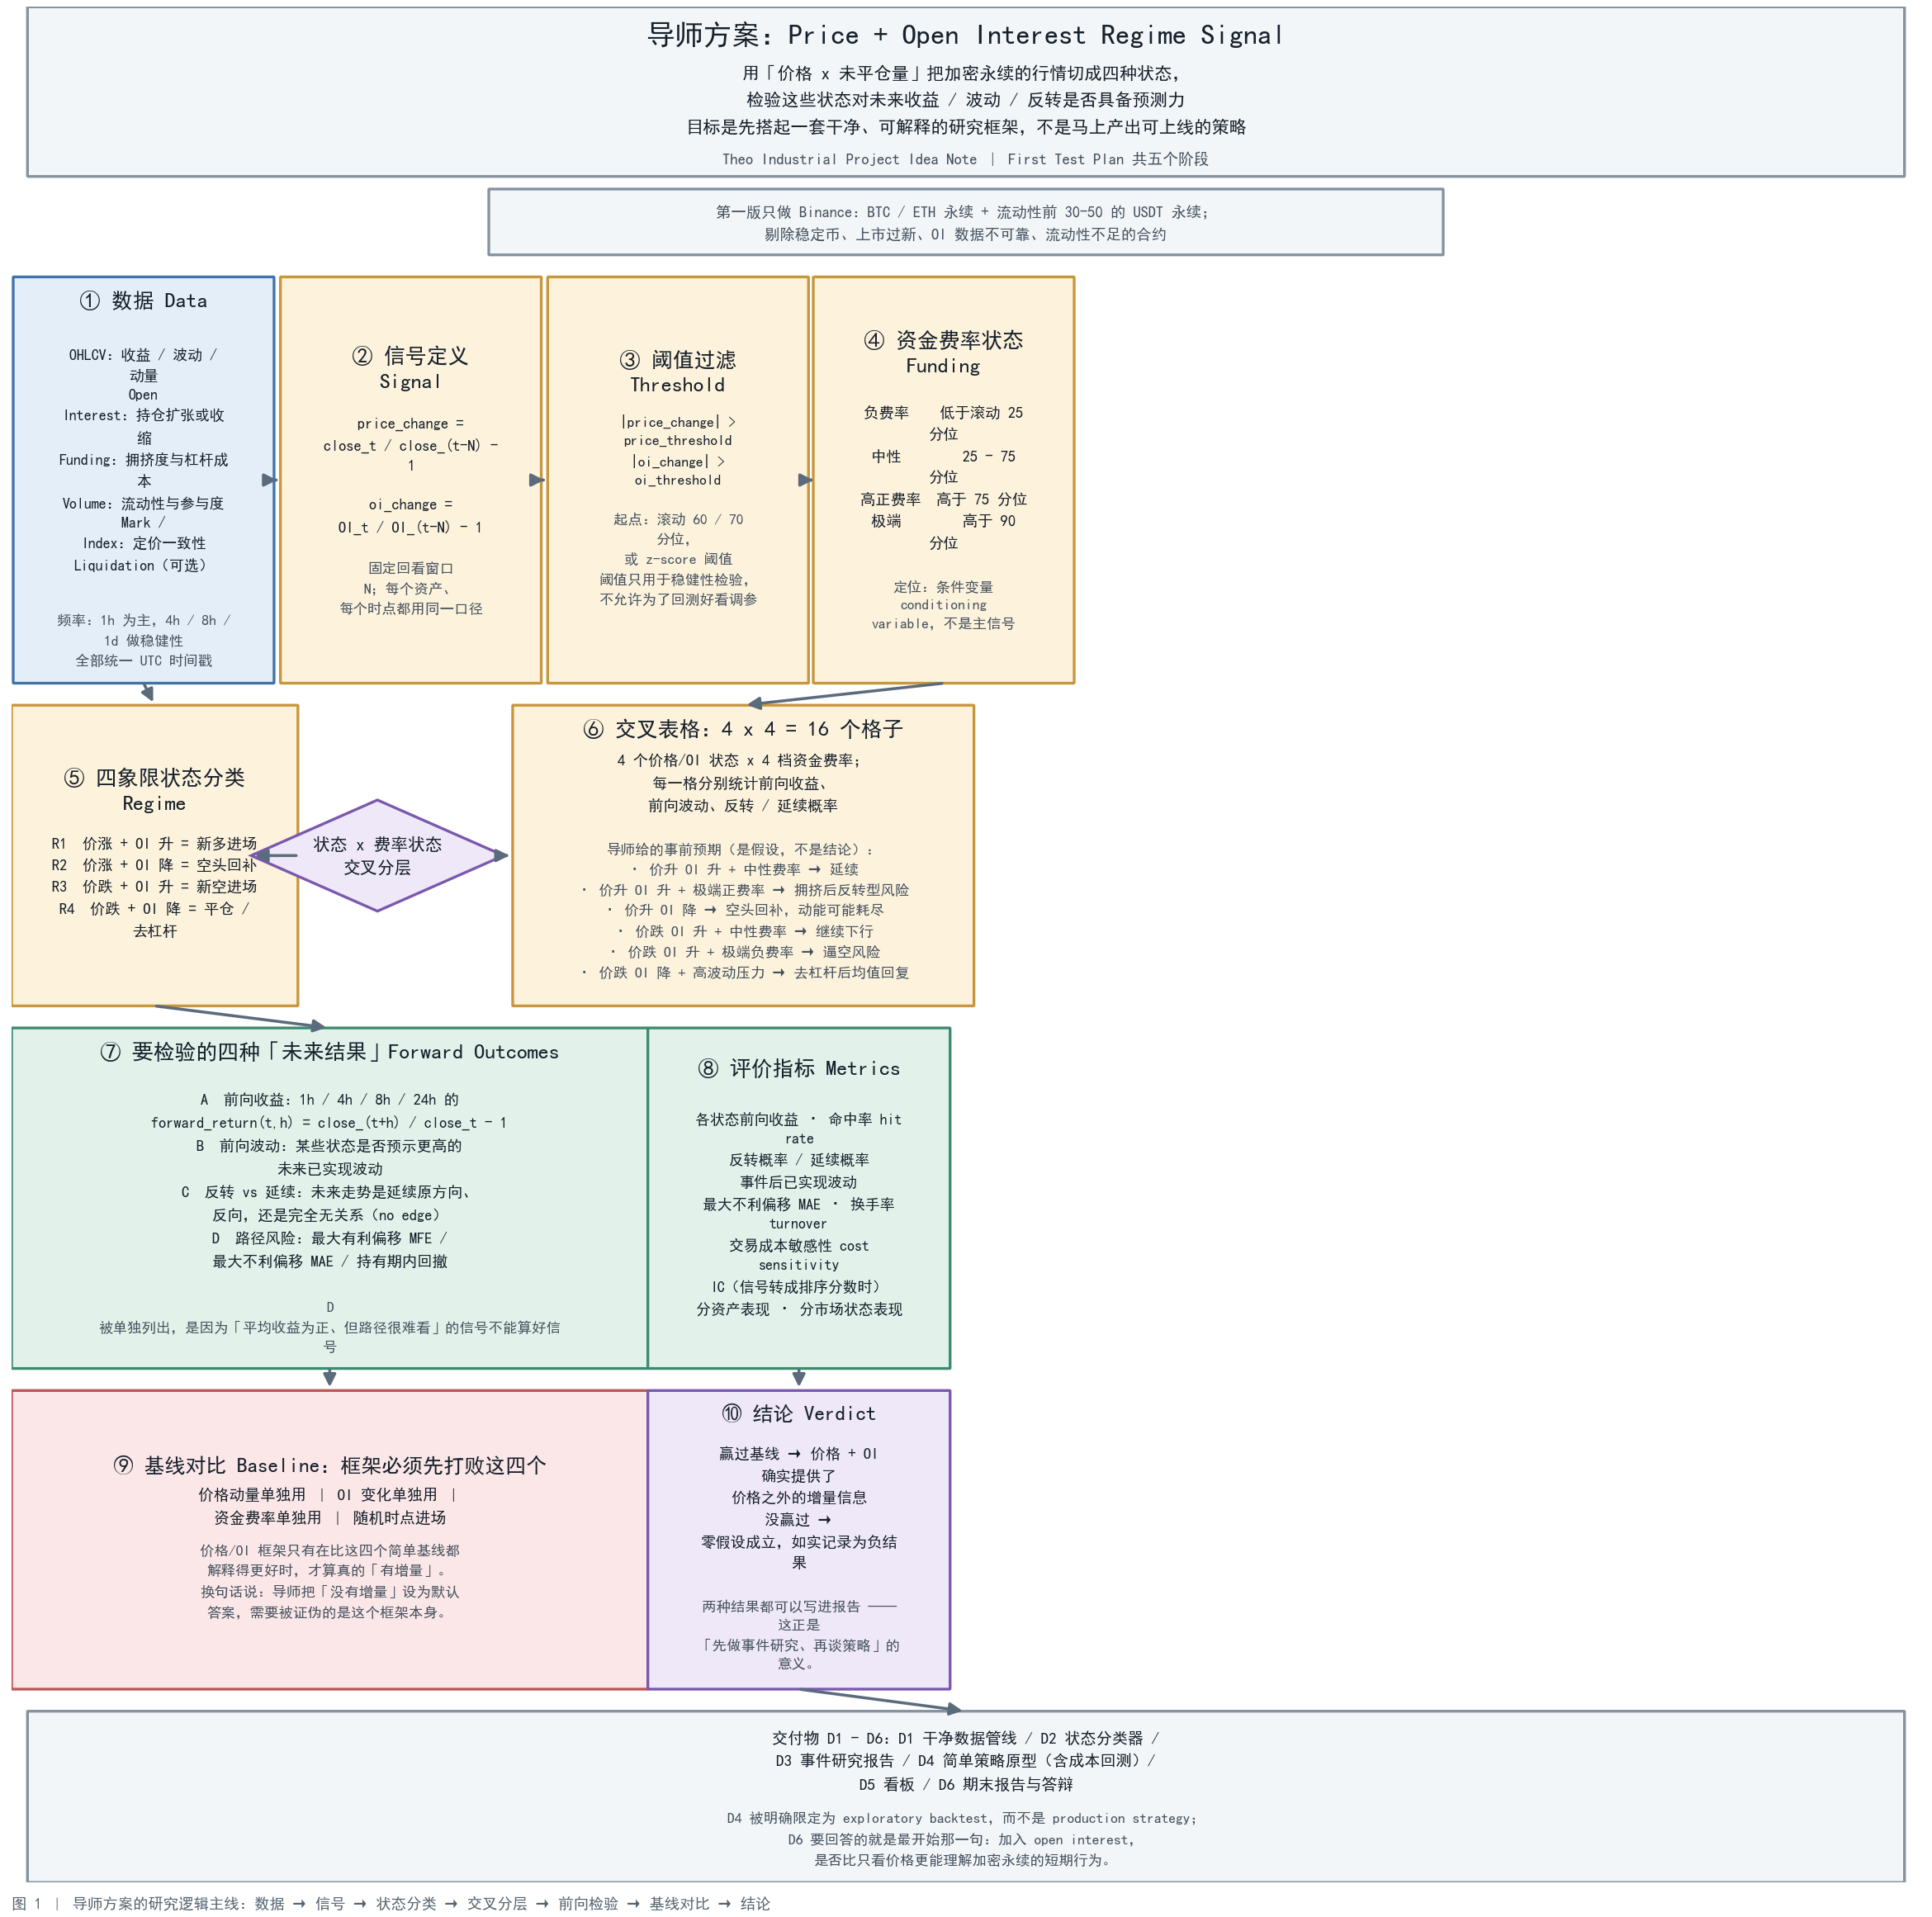 导师方案：Price + Open Interest Regime Signal
用「价格 x 未平仓量」把加密永续的行情切成四种状态，
检验这些状态对未来收益 / 波动 / 反转是否具备预测力
目标是先搭起一套干净、可解释的研究框架，不是马上产出可上线的策略
Theo Industrial Project Idea Note ｜ First Test Plan 共五个阶段
第一版只做 Binance：BTC / ETH 永续 + 流动性前 30-50 的 USDT 永续；
剔除稳定币、上市过新、OI 数据不可靠、流动性不足的合约
① 数据 Data
OHLCV：收益 / 波动 /
动量
Open
Interest：持仓扩张或收
缩
Funding：拥挤度与杠杆成
本
Volume：流动性与参与度
Mark /
Index：定价一致性
Liquidation（可选）
频率：1h 为主，4h / 8h /
1d 做稳健性
全部统一 UTC 时间戳
② 信号定义
Signal
price_change =
close_t / close_(t-N) -
1
oi_change =
OI_t / OI_(t-N) - 1
固定回看窗口
N；每个资产、
每个时点都用同一口径
③ 阈值过滤
Threshold
|price_change| >
price_threshold
|oi_change| >
oi_threshold
起点：滚动 60 / 70
分位，
或 z-score 阈值
阈值只用于稳健性检验，
不允许为了回测好看调参
④ 资金费率状态
Funding
负费率 低于滚动 25
分位
中性 25 - 75
分位
高正费率 高于 75 分位
极端 高于 90
分位
定位：条件变量
conditioning
variable，不是主信号
⑤ 四象限状态分类
Regime
R1 价涨 + OI 升 = 新多进场
R2 价涨 + OI 降 = 空头回补
R3 价跌 + OI 升 = 新空进场
R4 价跌 + OI 降 = 平仓 /
去杠杆
状态 x 费率状态
交叉分层
⑥ 交叉表格：4 x 4 = 16 个格子
4 个价格/OI 状态 x 4 档资金费率；
每一格分别统计前向收益、
前向波动、反转 / 延续概率
导师给的事前预期（是假设，不是结论）：
· 价升 OI 升 + 中性费率 → 延续
· 价升 OI 升 + 极端正费率 → 拥挤后反转型风险
· 价升 OI 降 → 空头回补，动能可能耗尽
· 价跌 OI 升 + 中性费率 → 继续下行
· 价跌 OI 升 + 极端负费率 → 逼空风险
· 价跌 OI 降 + 高波动压力 → 去杠杆后均值回复
⑦ 要检验的四种「未来结果」Forward Outcomes
A 前向收益：1h / 4h / 8h / 24h 的
forward_return(t,h) = close_(t+h) / close_t - 1
B 前向波动：某些状态是否预示更高的
未来已实现波动
C 反转 vs 延续：未来走势是延续原方向、
反向，还是完全无关系（no edge）
D 路径风险：最大有利偏移 MFE /
最大不利偏移 MAE / 持有期内回撤
D
被单独列出，是因为「平均收益为正、但路径很难看」的信号不能算好信
号
⑧ 评价指标 Metrics
各状态前向收益 · 命中率 hit
rate
反转概率 / 延续概率
事件后已实现波动
最大不利偏移 MAE · 换手率
turnover
交易成本敏感性 cost
sensitivity
IC（信号转成排序分数时）
分资产表现 · 分市场状态表现
⑨ 基线对比 Baseline：框架必须先打败这四个
价格动量单独用 ｜ OI 变化单独用 ｜
资金费率单独用 ｜ 随机时点进场
价格/OI 框架只有在比这四个简单基线都
解释得更好时，才算真的「有增量」。
换句话说：导师把「没有增量」设为默认
答案，需要被证伪的是这个框架本身。
⑩ 结论 Verdict
赢过基线 → 价格 + OI
确实提供了
价格之外的增量信息
没赢过 →
零假设成立，如实记录为负结
果
两种结果都可以写进报告 ——
这正是
「先做事件研究、再谈策略」的
意义。
交付物 D1 - D6：D1 干净数据管线 / D2 状态分类器 /
D3 事件研究报告 / D4 简单策略原型（含成本回测）/
D5 看板 / D6 期末报告与答辩
D4 被明确限定为 exploratory backtest，而不是 production strategy；
D6 要回答的就是最开始那一句：加入 open interest，
是否比只看价格更能理解加密永续的短期行为。
图 1 ｜ 导师方案的研究逻辑主线：数据 → 信号 → 状态分类 → 交叉分层 → 前向检验 → 基线对比 → 结论